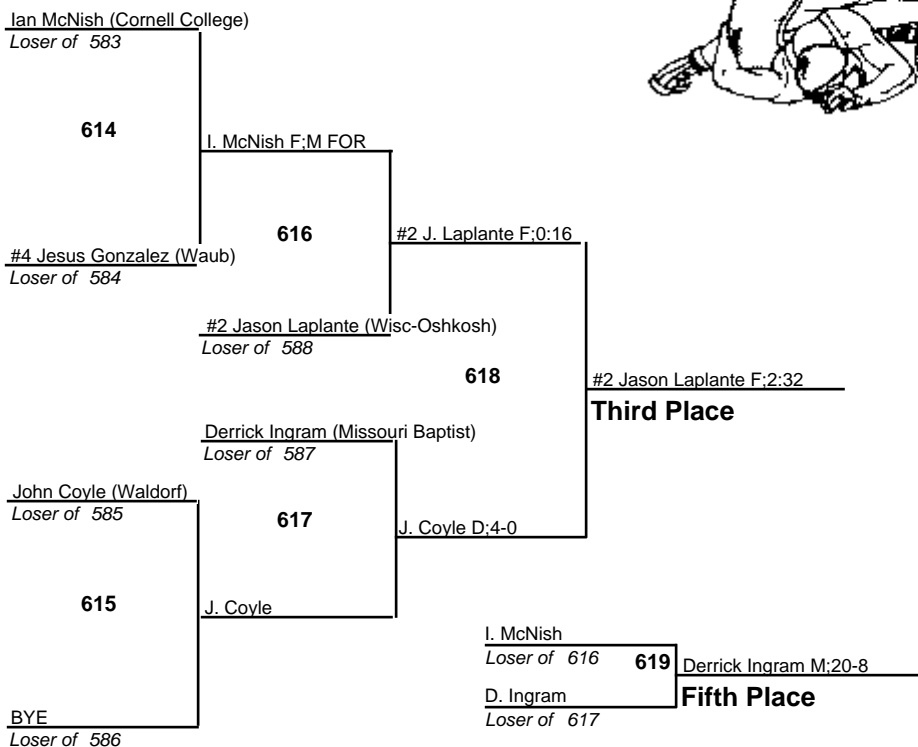 Ian McNish (Cornell College)
Loser of 583
614
I. McNish F;M FOR
616
#2 J. Laplante F;0:16
#4 Jesus Gonzalez (Waub)
Loser of 584
#2 Jason Laplante (Wisc-Oshkosh)
Loser of 588
618
#2 Jason Laplante F;2:32
Third Place
Derrick Ingram (Missouri Baptist)
Loser of 587
John Coyle (Waldorf)
Loser of 585
617
J. Coyle D;4-0
615
J. Coyle
I. McNish
Loser of 616
619
Derrick Ingram M;20-8
Fifth Place
D. Ingram
Loser of 617
BYE
Loser of 586